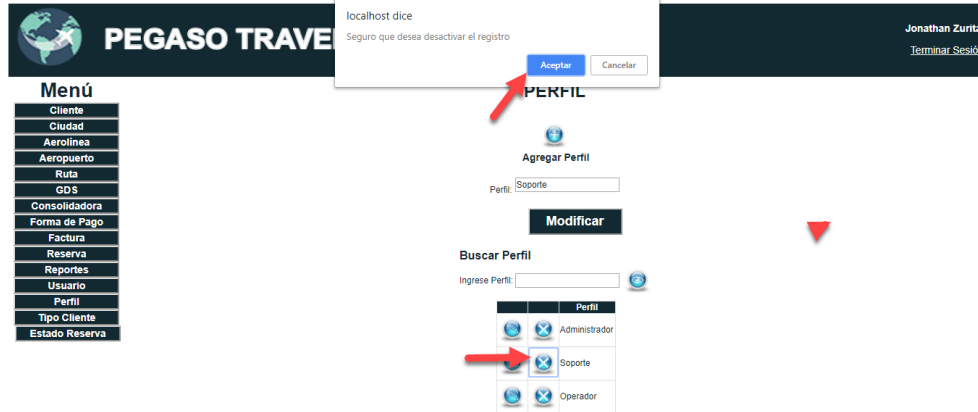 localhost dice
Seguro que desea desactivar el registro
Aceptar
Cancelar
PEGASO TRAVE
Jonathan Zurita
Terminar Sesió
Menú
Cliente
Ciudad
Aerolinea
Aeropuerto
Ruta
GDS
Consolidadora
Forma de Pago
Factura
Reserva
Reportes
Usuario
Perfil
Tipo Cliente
Estado Reserva
PERFIL
Agregar Perfil
Perfil: Soporte
Modificar
Buscar Perfil
Ingrese Perfil:
Perfil
Administrador
Soporte
Operador